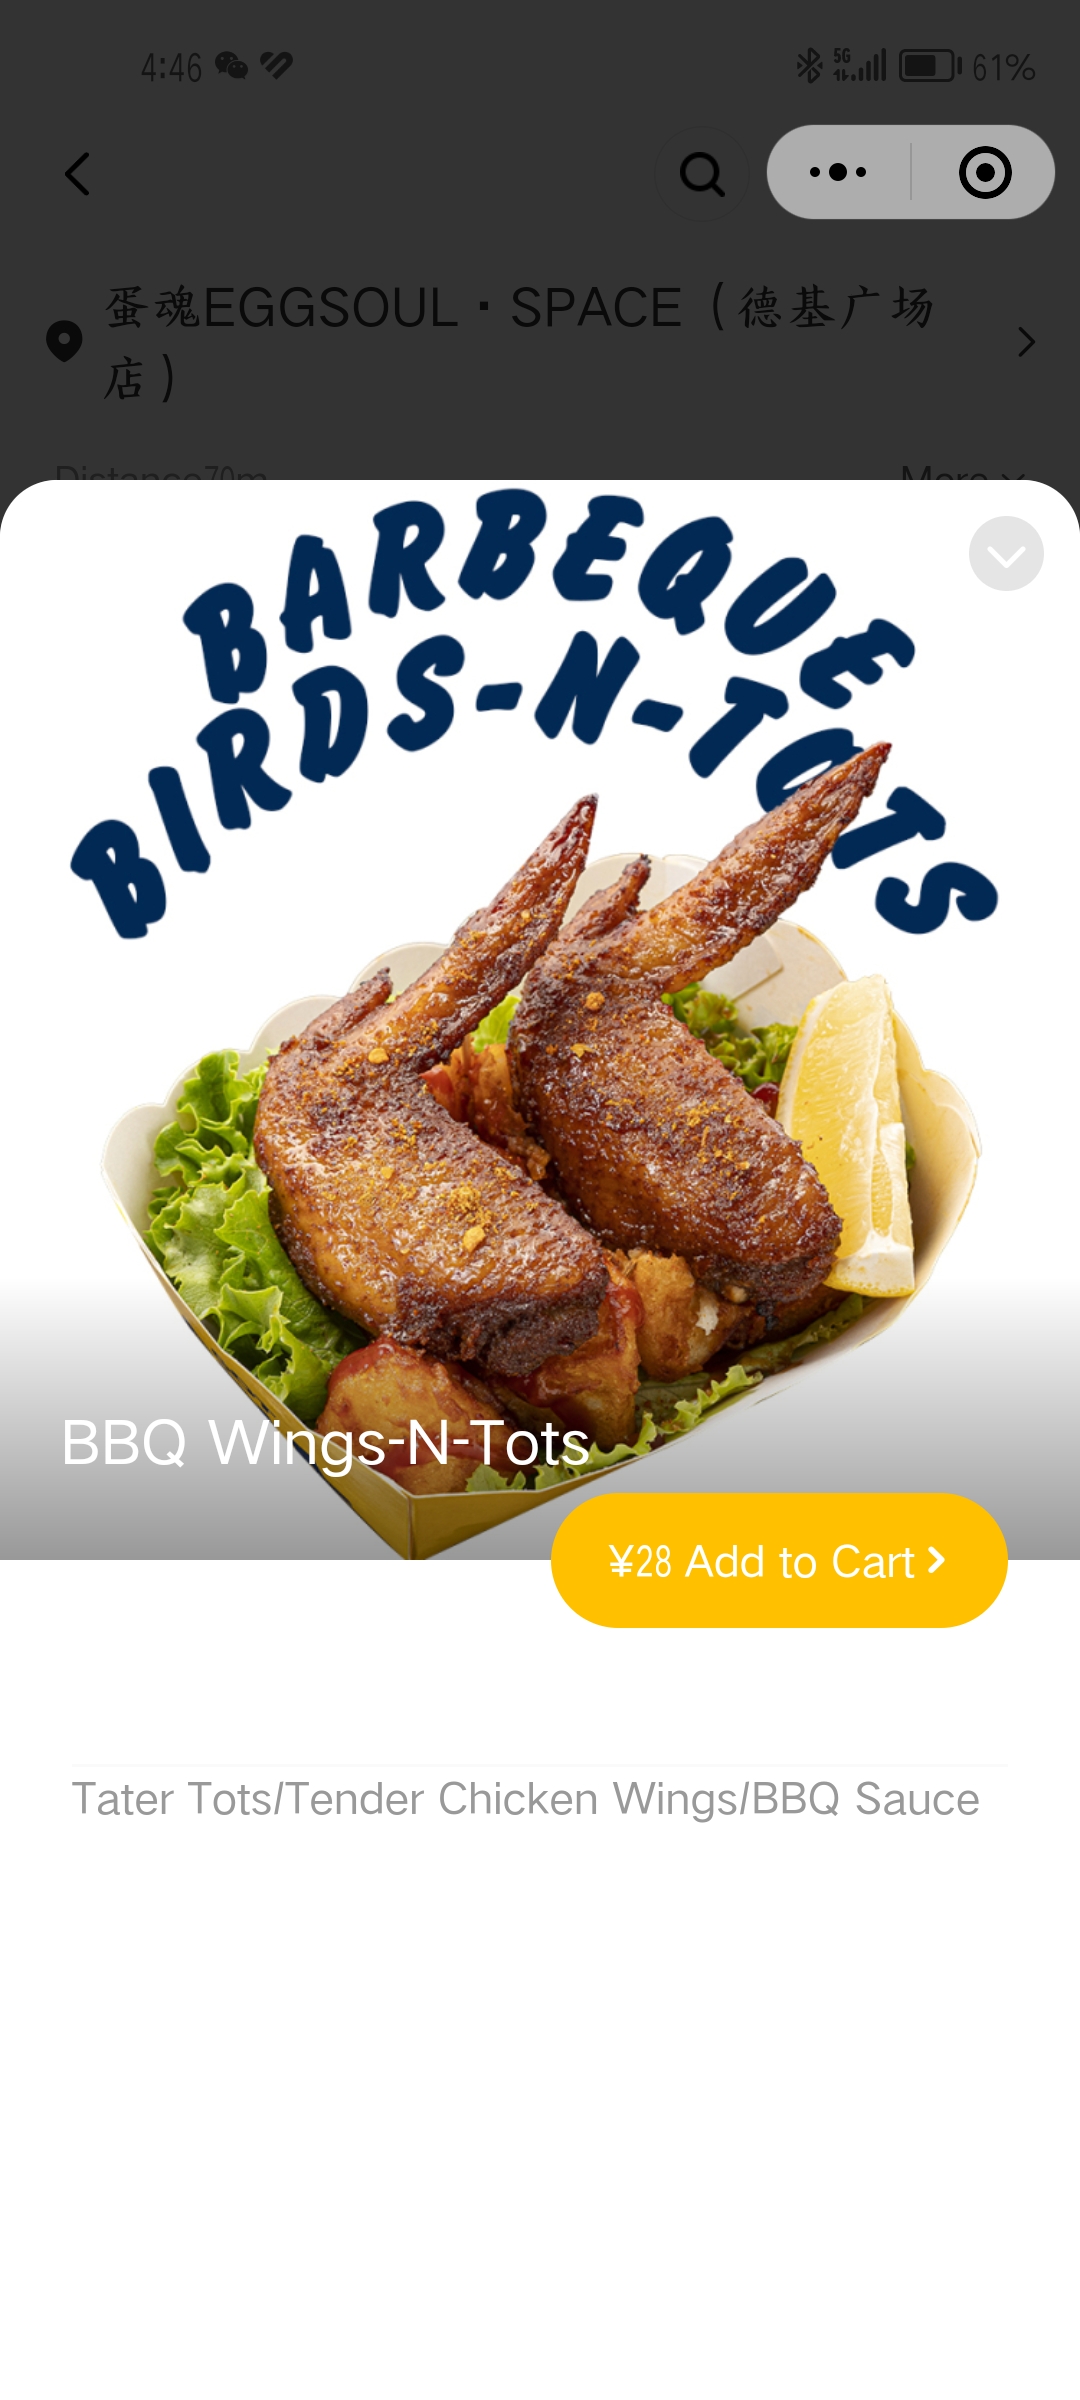 4:46
5G
61%
蛋魂EGGSOUL·SPACE（德基广场
店）
Distance70m
More
BARBEQUE
BIRDS-N-TOTS
BBQ Wings-N-Tots
¥28 Add to Cart
Tater Tots/Tender Chicken Wings/BBQ Sauce